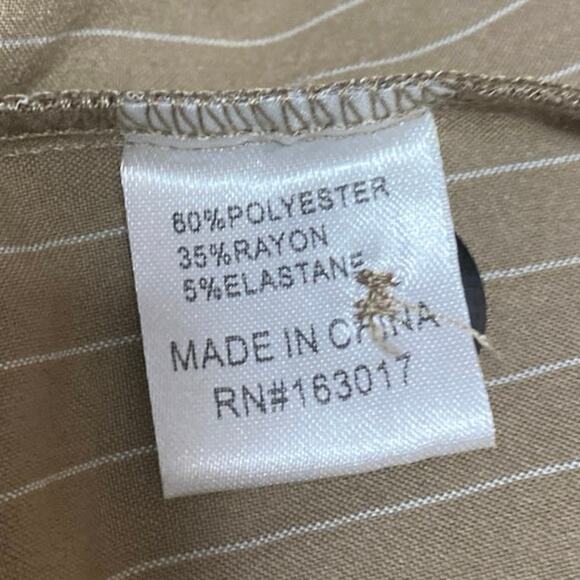 60%POLYESTER
35%RAYON
5%ELASTANE
MADE IN CHINA
RN#163017